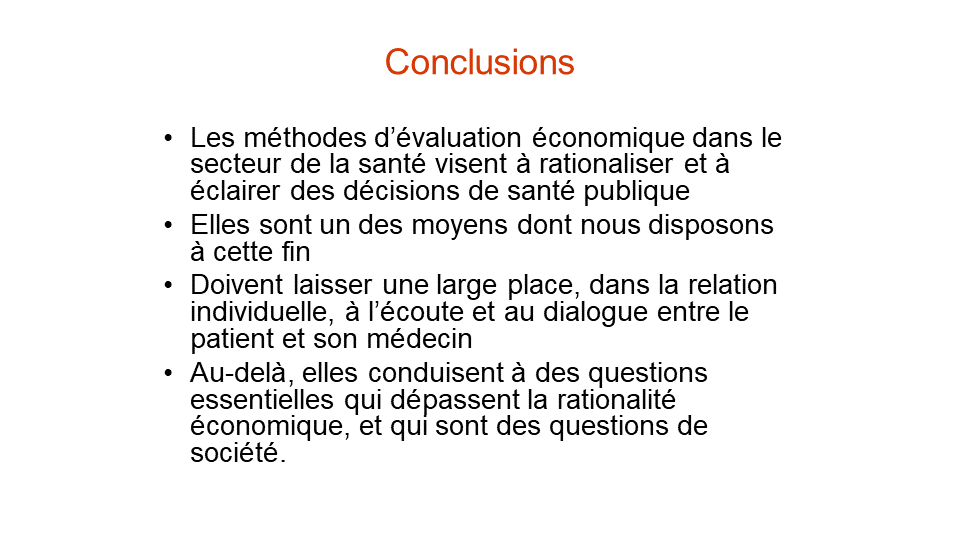 Conclusions
• Les méthodes d’évaluation économique dans le
secteur de la santé visent à rationaliser et à
éclairer des décisions de santé publique
• Elles sont un des moyens dont nous disposons
à cette fin
• Doivent laisser une large place, dans la relation
individuelle, à l’écoute et au dialogue entre le
patient et son médecin
• Au-delà, elles conduisent à des questions
essentielles qui dépassent la rationalité
économique, et qui sont des questions de
société.